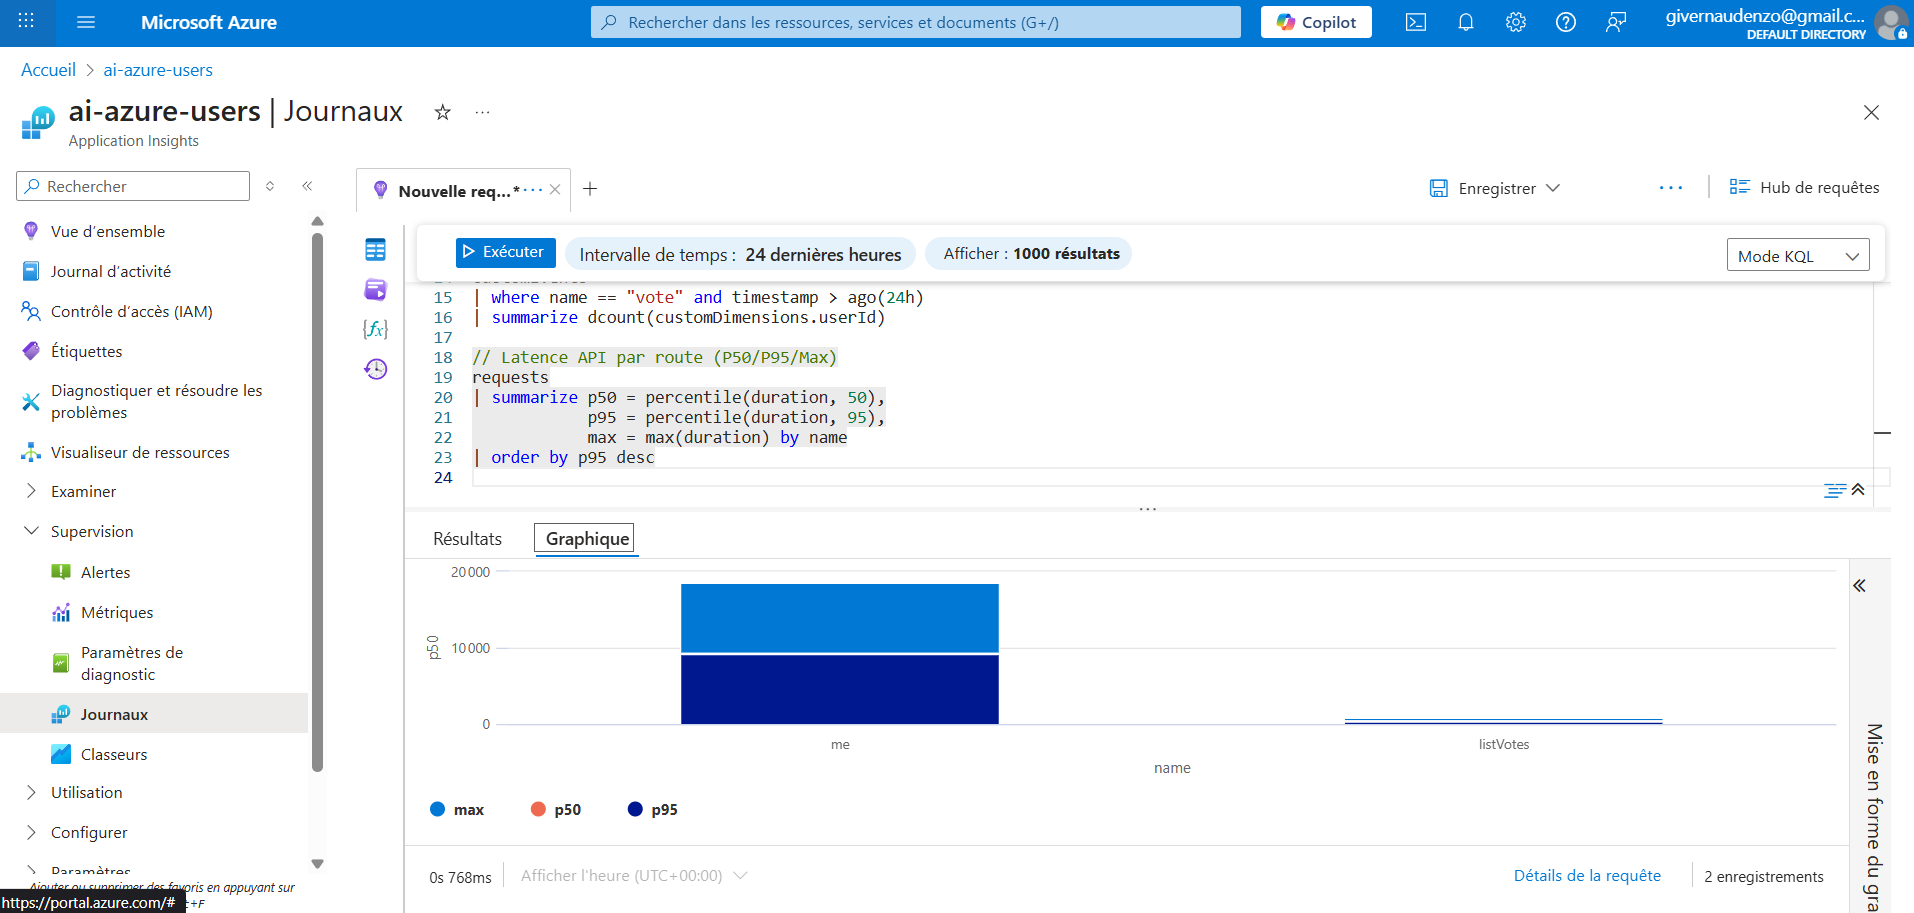 Microsoft Azure
Rechercher dans les ressources, services et documents (G+/)
Copilot
givernaudenzo@gmail.c...
DEFAULT DIRECTORY
Accueil > ai-azure-users
ai-azure-users | Journaux
Application Insights
Rechercher
Vue d’ensemble
Journal d’activité
Contrôle d’accès (IAM)
Étiquettes
Diagnostiquer et résoudre les
problèmes
Visualiseur de ressources
Examiner
Supervision
Alertes
Métriques
Paramètres de
diagnostic
Journaux
Classeurs
Utilisation
Configurer
Paramètres
Ajouter ou supprimer des favoris en appuyant sur
+F
https://portal.azure.com/#
Nouvelle req...*
Enregistrer
Hub de requêtes
Exécuter
Intervalle de temps : 24 dernières heures
Afficher : 1000 résultats
Mode KQL
15 | where name == "vote" and timestamp > ago(24h)
16 | summarize dcount(customDimensions.userId)
17
18 // Latence API par route (P50/P95/Max)
19 requests
20 | summarize p50 = percentile(duration, 50),
21 p95 = percentile(duration, 95),
22 max = max(duration) by name
23 | order by p95 desc
24
Résultats
Graphique
20 000
10 000
0
p50
me
listVotes
name
max
p50
p95
Mise en forme du gra
0s 768ms
Afficher l'heure (UTC+00:00)
Détails de la requête
2 enregistrements